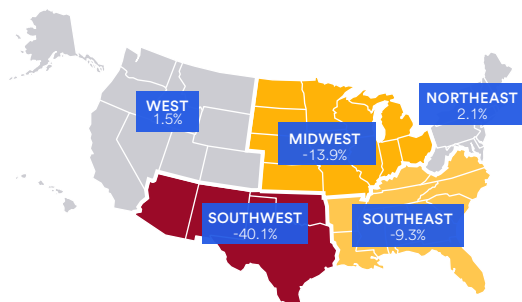 WEST
1.5%
NORTHEAST
2.1%
MIDWEST
-13.9%
SOUTHWEST
-40.1%
SOUTHEAST
-9.3%